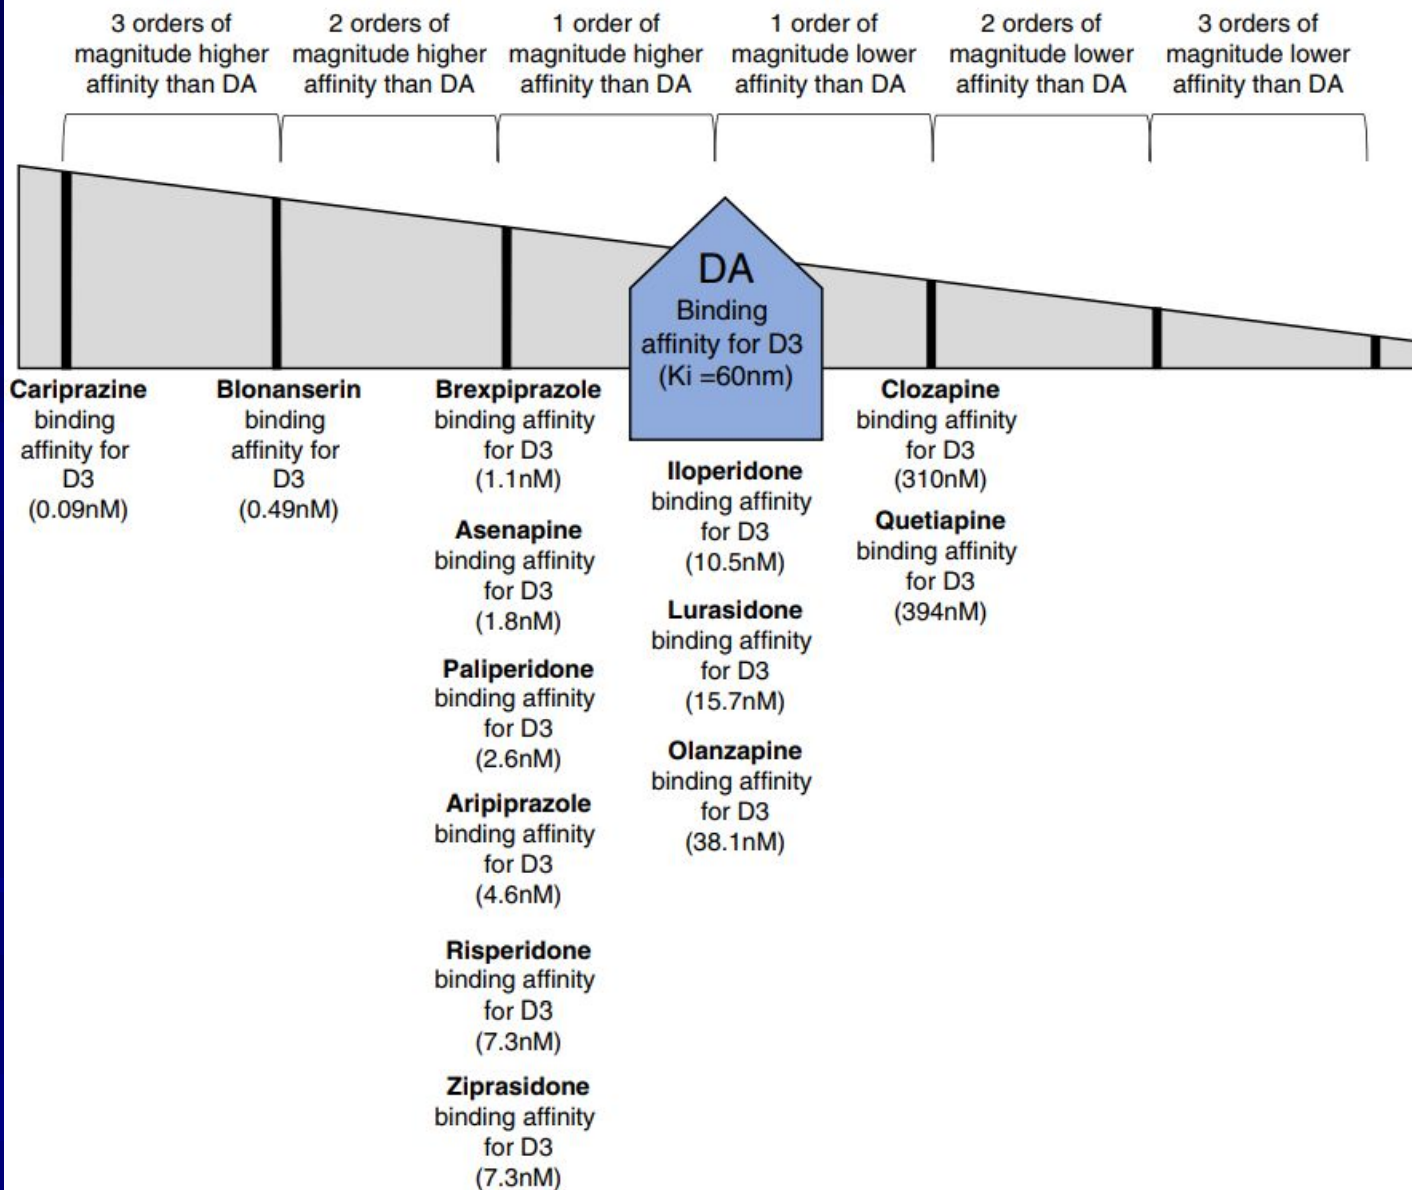 3 orders of
magnitude higher
affinity than DA
2 orders of
magnitude higher
affinity than DA
1 order of
magnitude higher
affinity than DA
1 order of
magnitude lower
affinity than DA
2 orders of
magnitude lower
affinity than DA
3 orders of
magnitude lower
affinity than DA
DA
Binding
affinity for D3
(Ki =60nm)
Cariprazine
binding
affinity for
D3
(0.09nM)
Blonanserin
binding
affinity for
D3
(0.49nM)
Brexpiprazole
binding affinity
for D3
(1.1nM)
Asenapine
binding affinity
for D3
(1.8nM)
Paliperidone
binding affinity
for D3
(2.6nM)
Aripiprazole
binding affinity
for D3
(4.6nM)
Risperidone
binding affinity
for D3
(7.3nM)
Ziprasidone
binding affinity
for D3
(7.3nM)
Iloperidone
binding affinity
for D3
(10.5nM)
Lurasidone
binding affinity
for D3
(15.7nM)
Olanzapine
binding affinity
for D3
(38.1nM)
Clozapine
binding affinity
for D3
(310nM)
Quetiapine
binding affinity
for D3
(394nM)